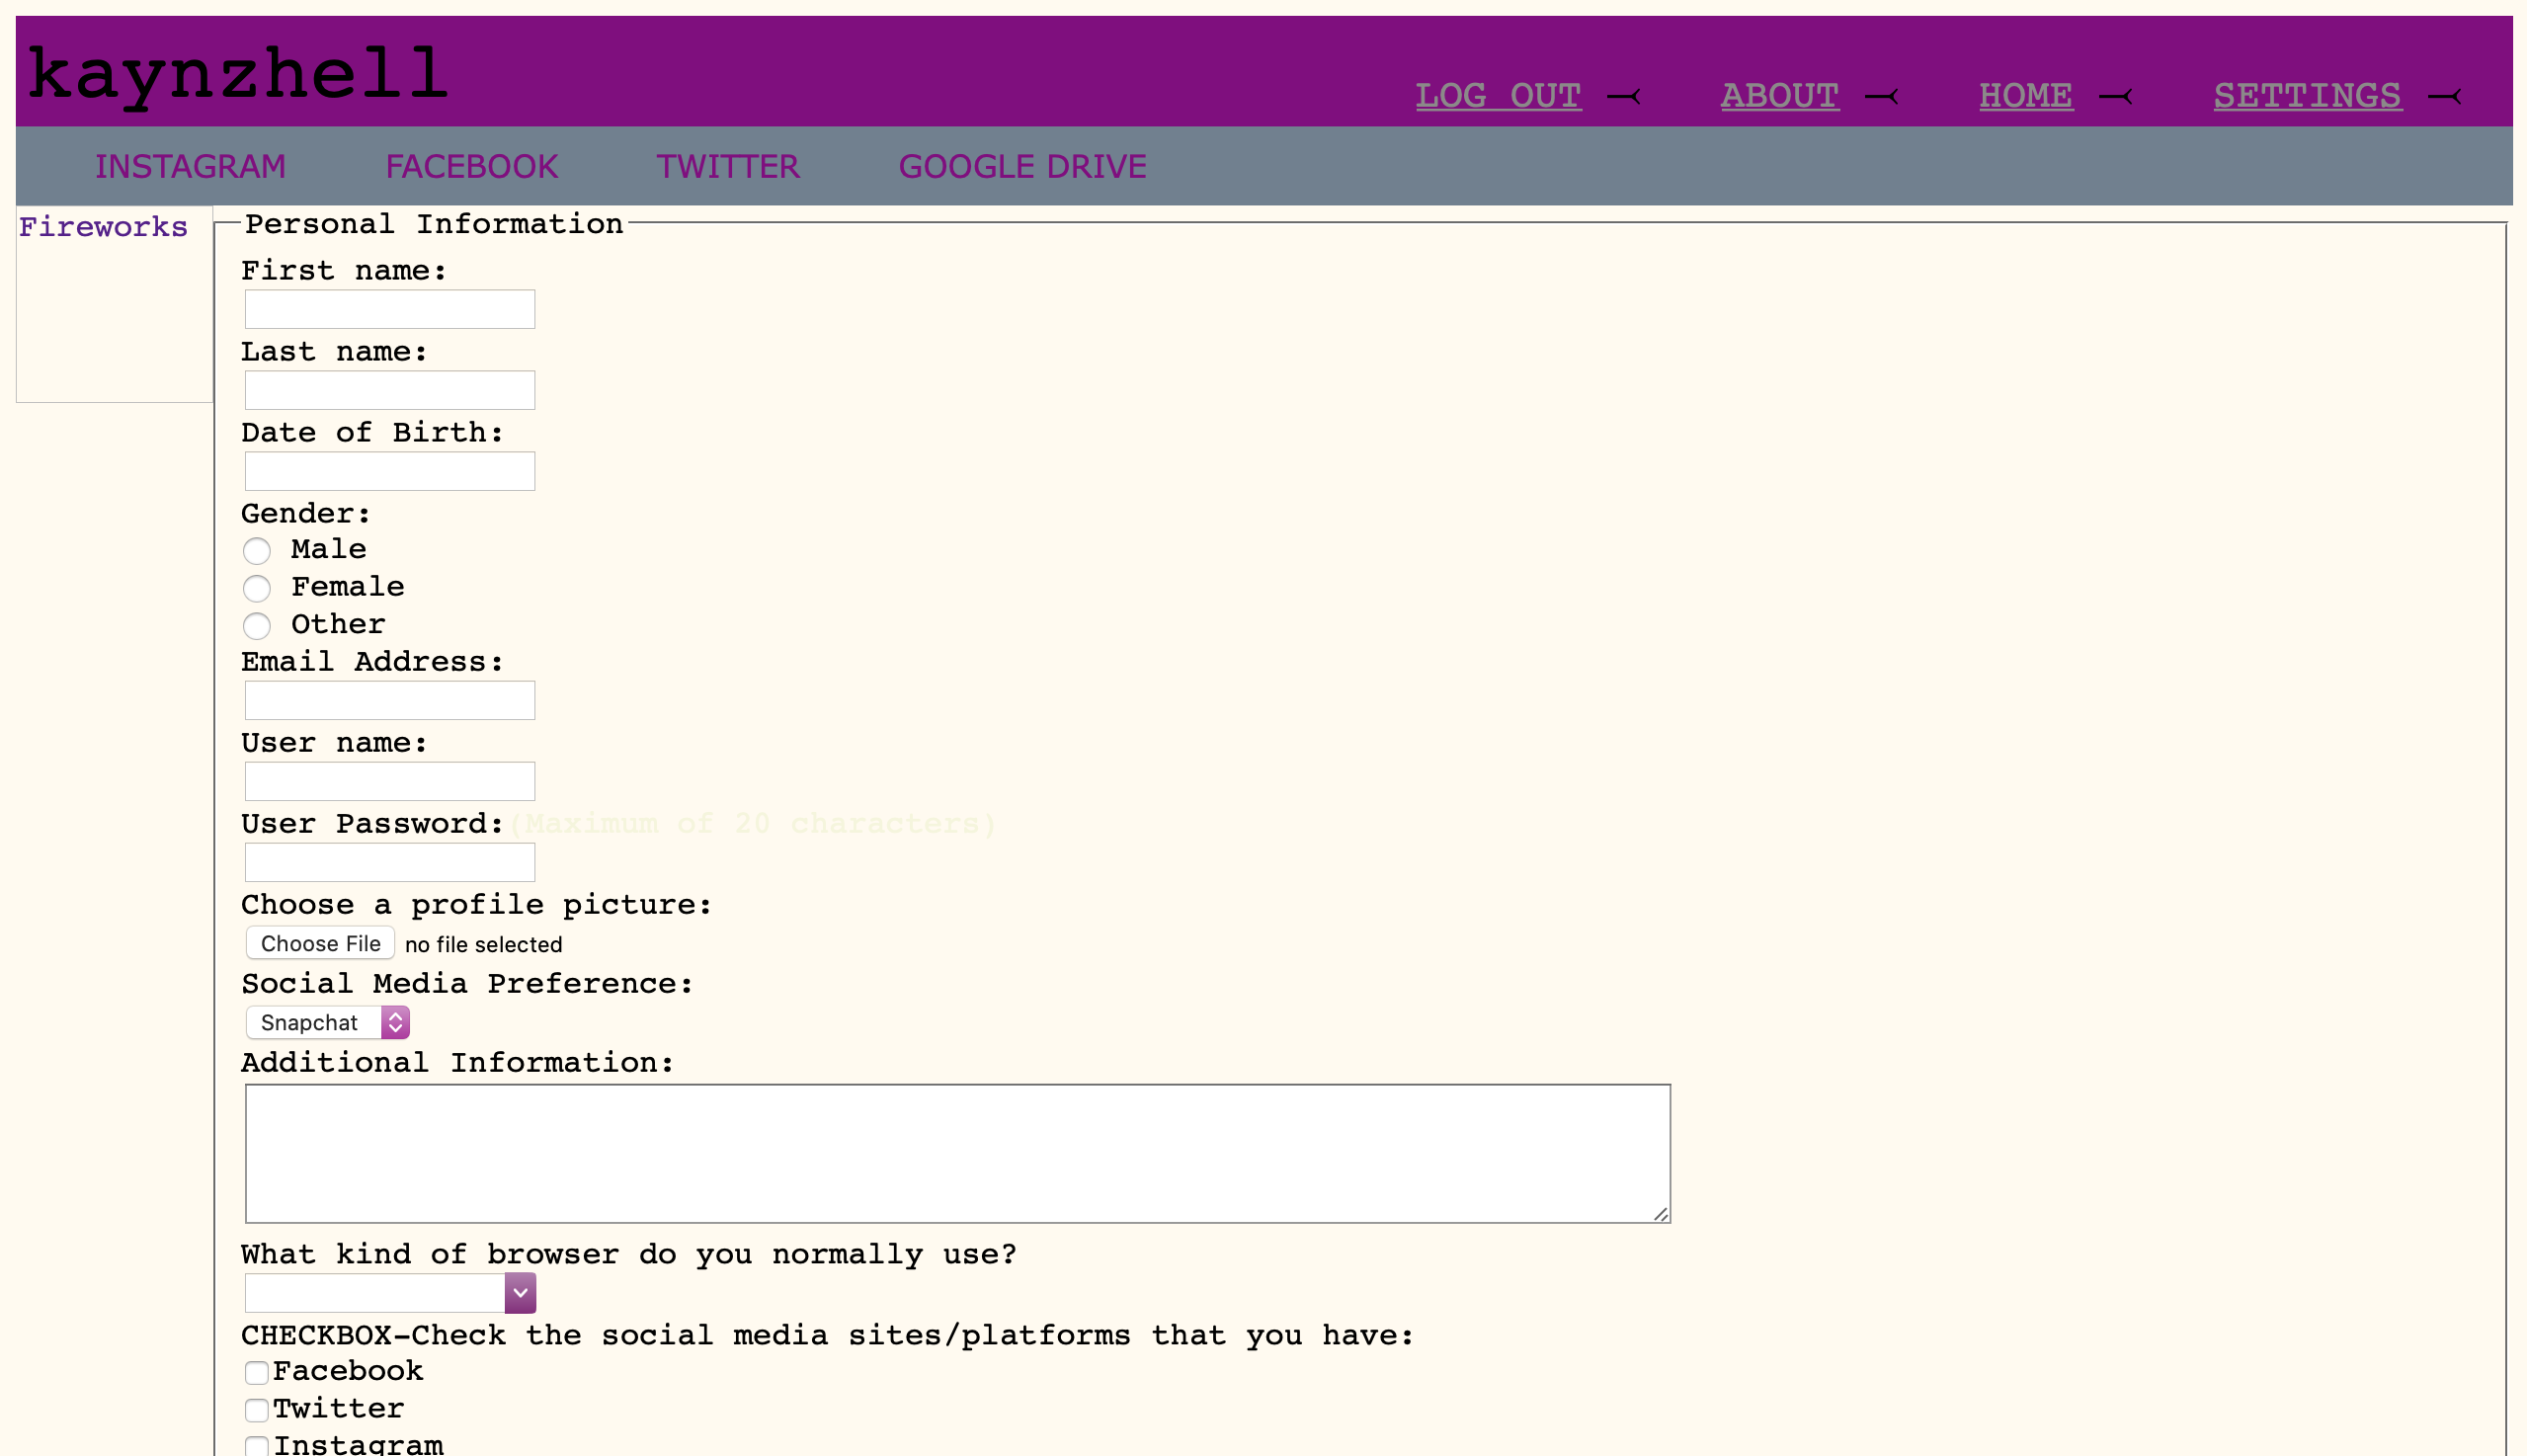 kaynzhell
LOG OUT ABOUT HOME SETTINGS
INSTAGRAM FACEBOOK TWITTER GOOGLE DRIVE
Fireworks
Personal Information
First name:
Last name:
Date of Birth:
Gender:
Male
Female
Other
Email Address:
User name:
User Password:(Maximum of 20 characters)
Choose a profile picture:
Choose File no file selected
Social Media Preference:
Snapchat
Additional Information:
What kind of browser do you normally use?
CHECKBOX-Check the social media sites/platforms that you have:
Facebook
Twitter
Instagram